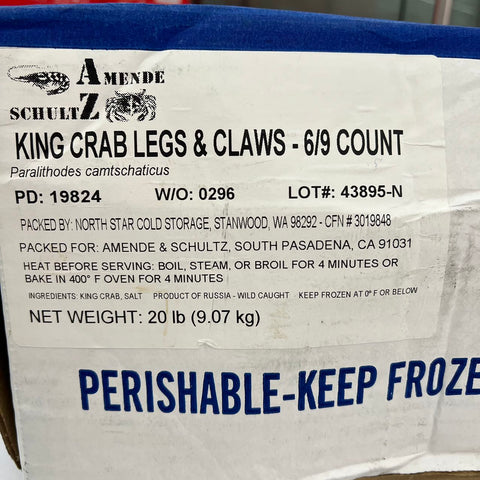 AMENDE
SCHULTZ
KING CRAB LEGS & CLAWS - 6/9 COUNT
Paralithodes camtschaticus
PD: 19824 W/O: 0296 LOT#: 43895-N
PACKED BY: NORTH STAR COLD STORAGE, STANWOOD, WA 98292 - CFN # 3019848
PACKED FOR: AMENDE & SCHULTZ, SOUTH PASADENA, CA 91031
HEAT BEFORE SERVING: BOIL, STEAM, OR BROIL FOR 4 MINUTES OR
BAKE IN 400° F OVEN FOR 4 MINUTES
INGREDIENTS: KING CRAB, SALT PRODUCT OF RUSSIA - WILD CAUGHT KEEP FROZEN AT 0° F OR BELOW
NET WEIGHT: 20 lb (9.07 kg)
PERISHABLE-KEEP FROZE